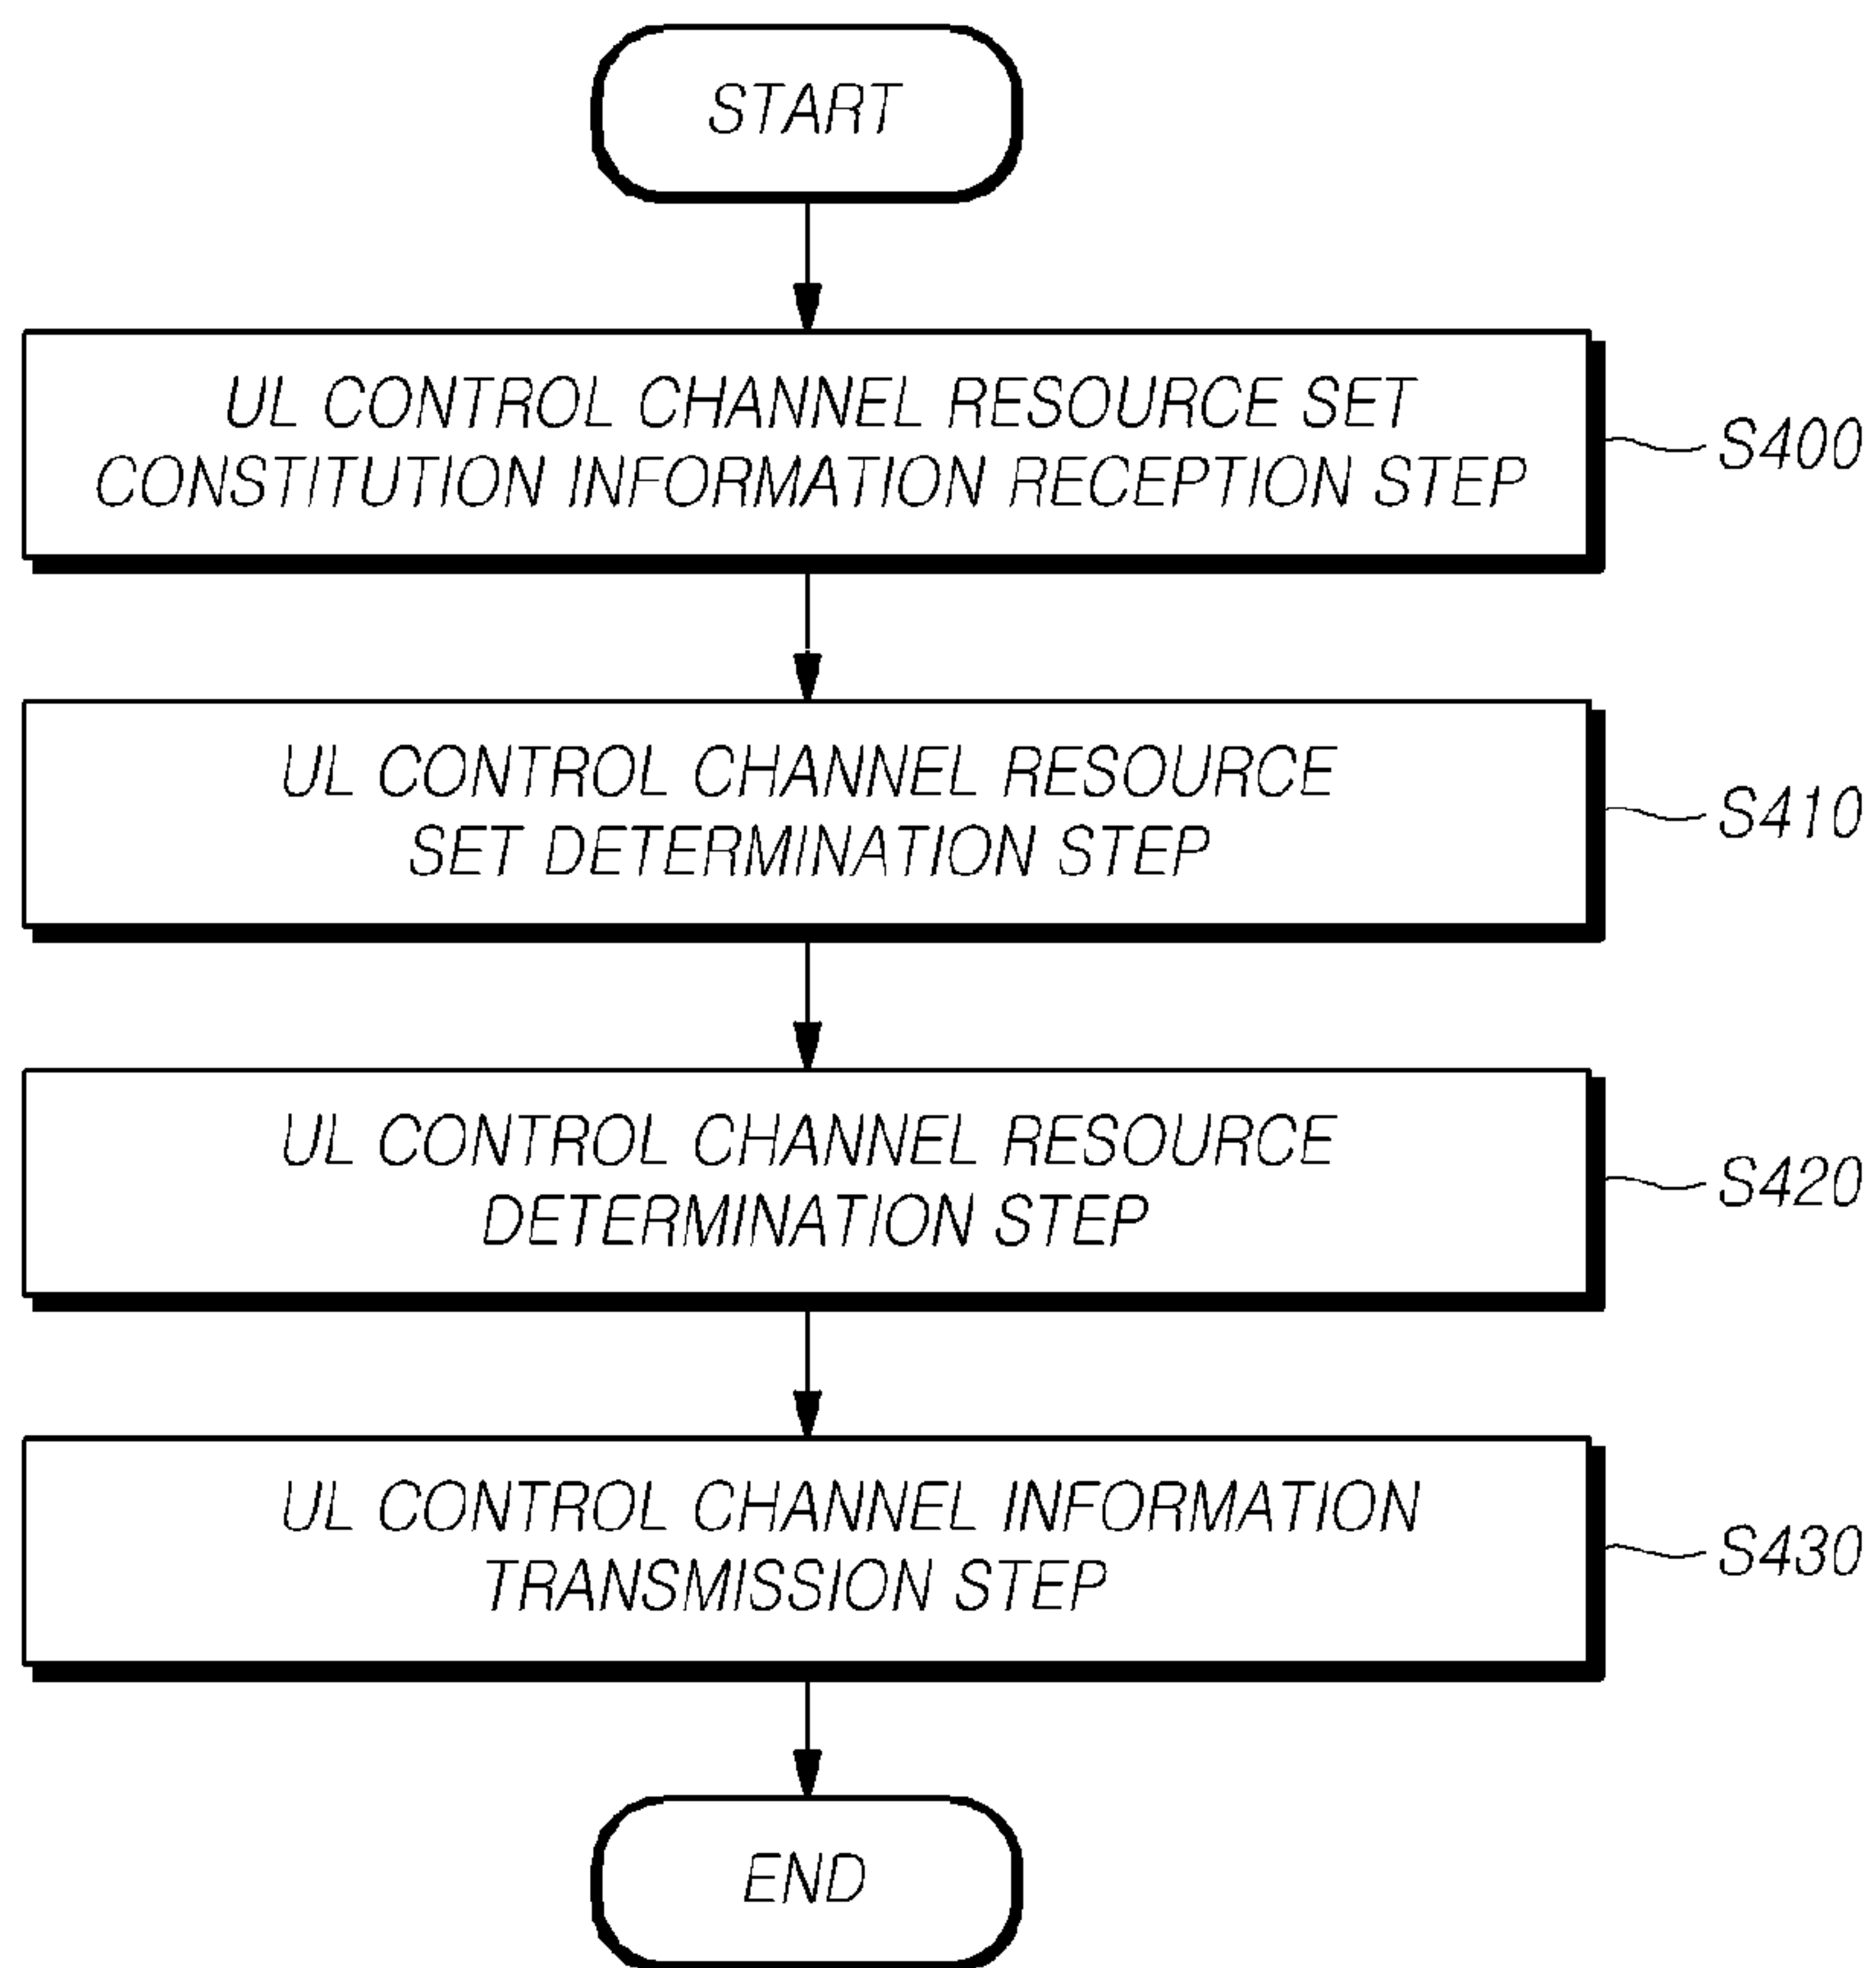 START
UL CONTROL CHANNEL RESOURCE SET
CONSTITUTION INFORMATION RECEPTION STEP
S400
UL CONTROL CHANNEL RESOURCE
SET DETERMINATION STEP
S410
UL CONTROL CHANNEL RESOURCE
DETERMINATION STEP
S420
UL CONTROL CHANNEL INFORMATION
TRANSMISSION STEP
S430
END